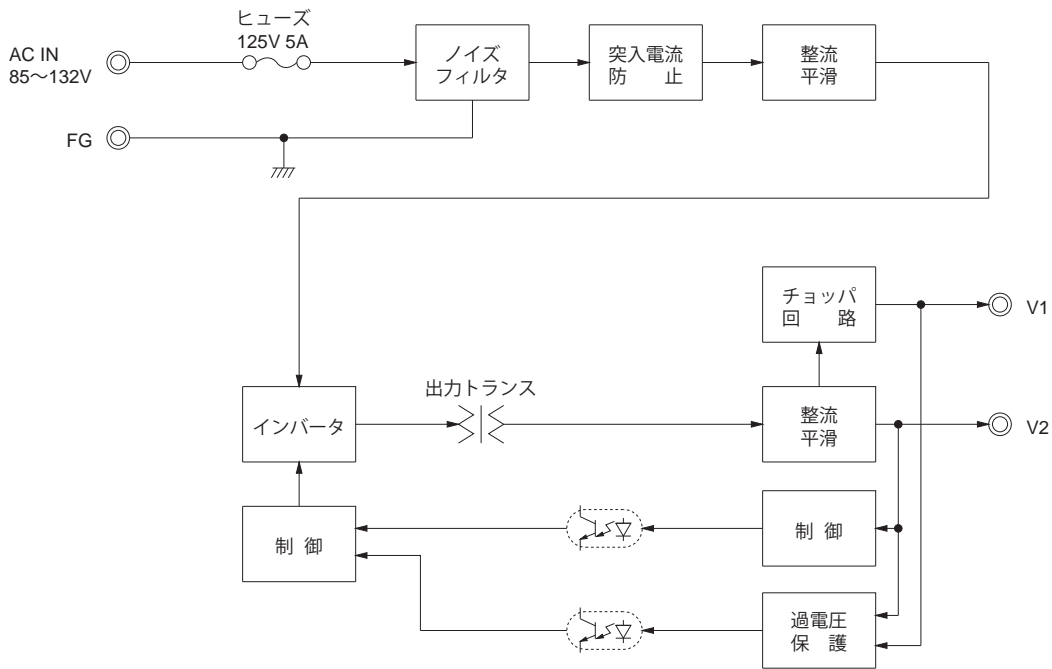 ヒューズ
125V 5A
AC IN
85〜132V
ノイズ
フィルタ
突入電流
防 止
整流
平滑
FG
チョッパ
回 路
V1
出力トランス
インバータ
整流
平滑
V2
制 御
制 御
過電圧
保 護